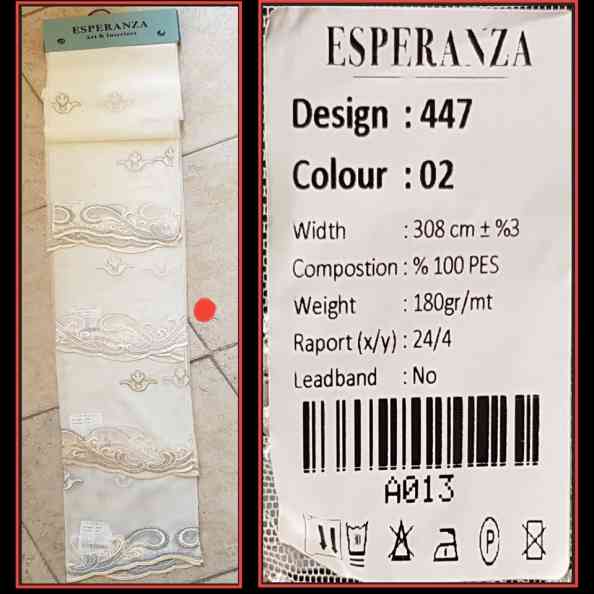 ESPERANZA
Art & Interiors
ESPERANZA
Design : 447
Colour : 02
Width : 308 cm ± %3
Compostion : % 100 PES
Weight : 180gr/mt
Raport (x/y) : 24/4
Leadband : No
A013
P